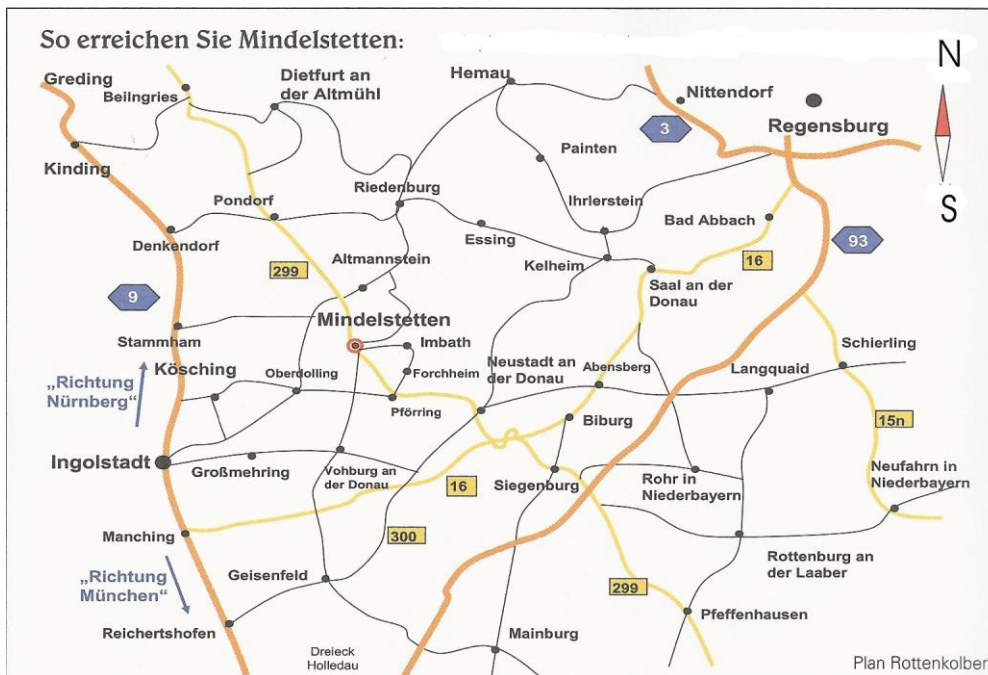 So erreichen Sie Mindelstetten:
N
Greding
Beilngries
Dietfurt an
der Altmühl
Hemau
Nittendorf
3
Regensburg
Kinding
Painten
Pondorf
Riedenburg
Ihrlerstein
Bad Abbach
S
Denkendorf
Essing
93
299
Altmannstein
Kelheim
16
Saal an der
Donau
9
Mindelstetten
Stammham
Imbath
Neustadt an
der Donau
Schierling
Kösching
Oberdolling
Forchheim
Abensberg
Langquaid
„Richtung
Nürnberg“
Pförring
Biburg
15n
Ingolstadt
Großmehring
Vohburg an
der Donau
16
Siegenburg
Rohr in
Niederbayern
Neufahrn in
Niederbayern
Manching
300
„Richtung
München“
Geisenfeld
299
Rottenburg an
der Laaber
Pfeffenhausen
Reichertshofen
Mainburg
Dreieck
Holledau
Plan Rottenkolber